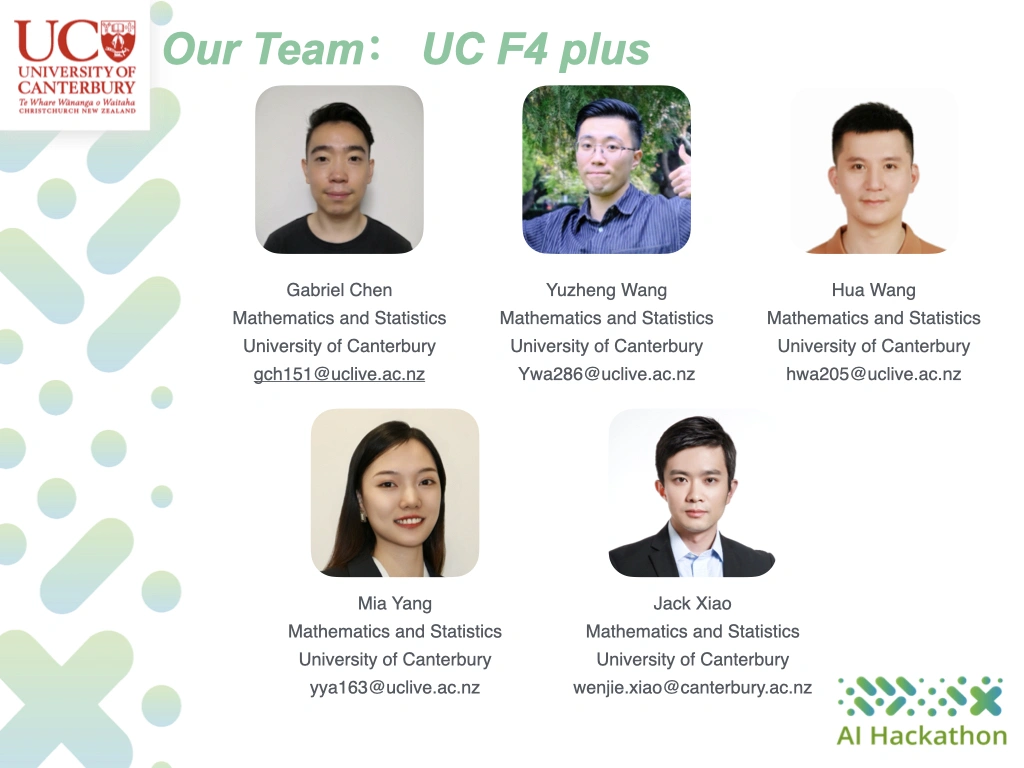 UC
UNIVERSITY OF
CANTERBURY
Te Whare Wānanga o Waitaha
CHRISTCHURCH NEW ZEALAND
Our Team： UC F4 plus
Gabriel Chen
Mathematics and Statistics
University of Canterbury
gch151@uclive.ac.nz
Yuzheng Wang
Mathematics and Statistics
University of Canterbury
Ywa286@uclive.ac.nz
Hua Wang
Mathematics and Statistics
University of Canterbury
hwa205@uclive.ac.nz
Mia Yang
Mathematics and Statistics
University of Canterbury
yya163@uclive.ac.nz
Jack Xiao
Mathematics and Statistics
University of Canterbury
wenjie.xiao@canterbury.ac.nz
AI Hackathon